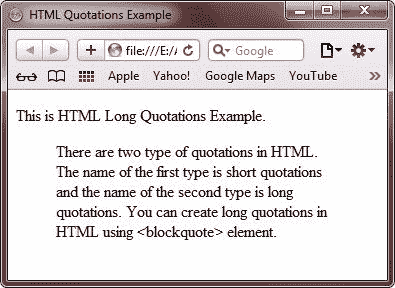 HTML Quotations Example
file:///E:/
Google
Apple Yahoo! Google Maps YouTube
This is HTML Long Quotations Example.
There are two type of quotations in HTML.
The name of the first type is short quotations
and the name of the second type is long
quotations. You can create long quotations in
HTML using <blockquote> element.